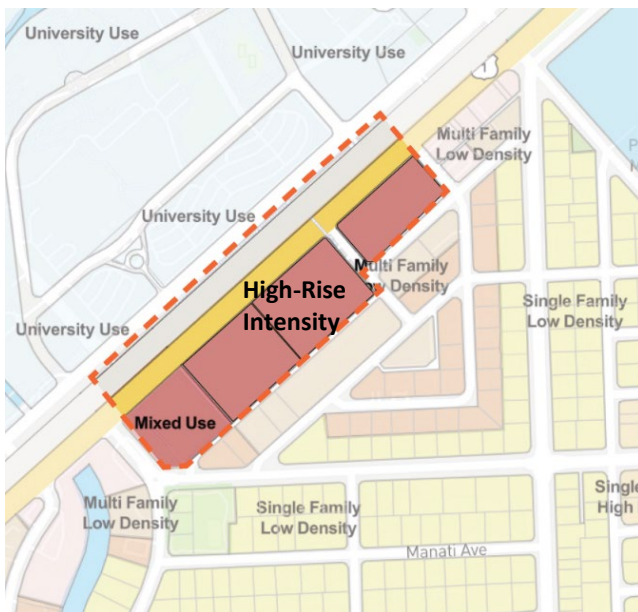 University Use
University Use
1
Multi Family
Low Density
University Use
Multi Family
Low Density
High-Rise
Intensity
Single Family
Low Density
University Use
Mixed Use
Multi Family
Low Density
Single Family
Low Density
Single
High
Manati Ave